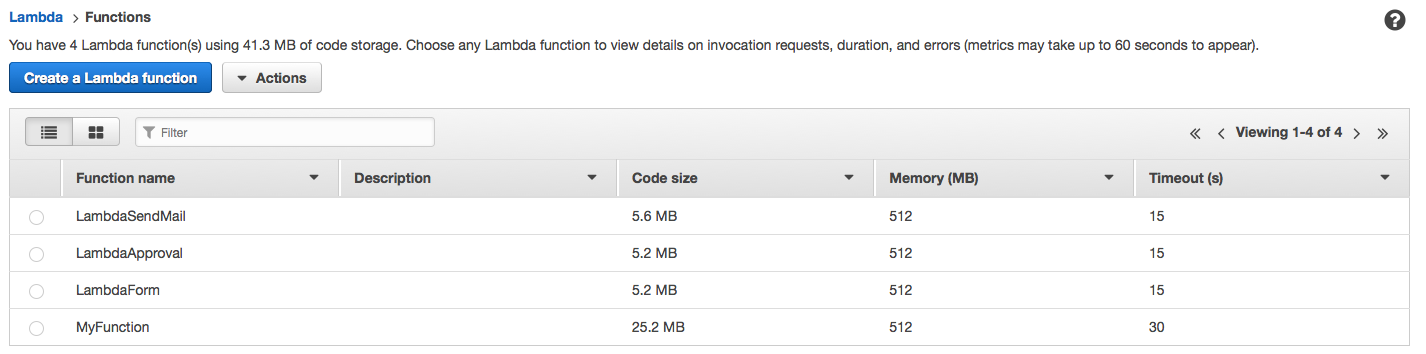 Lambda > Functions
You have 4 Lambda function(s) using 41.3 MB of code storage. Choose any Lambda function to view details on invocation requests, duration, and errors (metrics may take up to 60 seconds to appear).
Create a Lambda function Actions
Filter « < Viewing 1-4 of 4 > »
Function name Description Code size Memory (MB) Timeout (s)
LambdaSendMail 5.6 MB 512 15
LambdaApproval 5.2 MB 512 15
LambdaForm 5.2 MB 512 15
MyFunction 25.2 MB 512 30